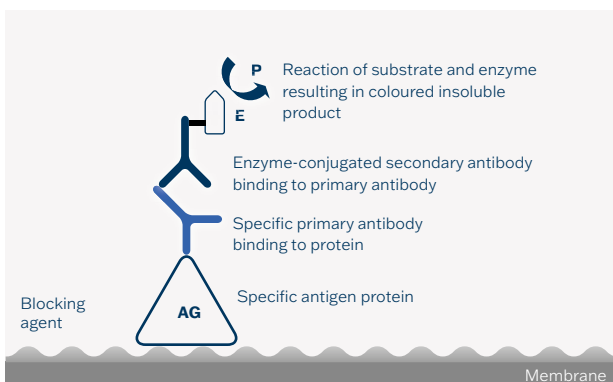 P
Reaction of substrate and enzyme
resulting in coloured insoluble
product
E
Enzyme-conjugated secondary antibody
binding to primary antibody
Specific primary antibody
binding to protein
Specific antigen protein
AG
Blocking
agent
Membrane